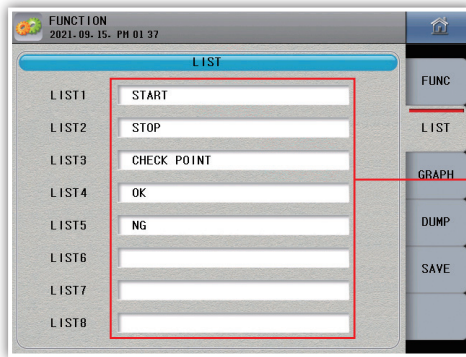 FUNCTION
2021-09-15- PM 01 37
LIST
LIST1 START
LIST2 STOP
LIST3 CHECK POINT
LIST4 OK
LIST5 NG
LIST6
LIST7
LIST8
FUNC
LIST
GRAPH
DUMP
SAVE